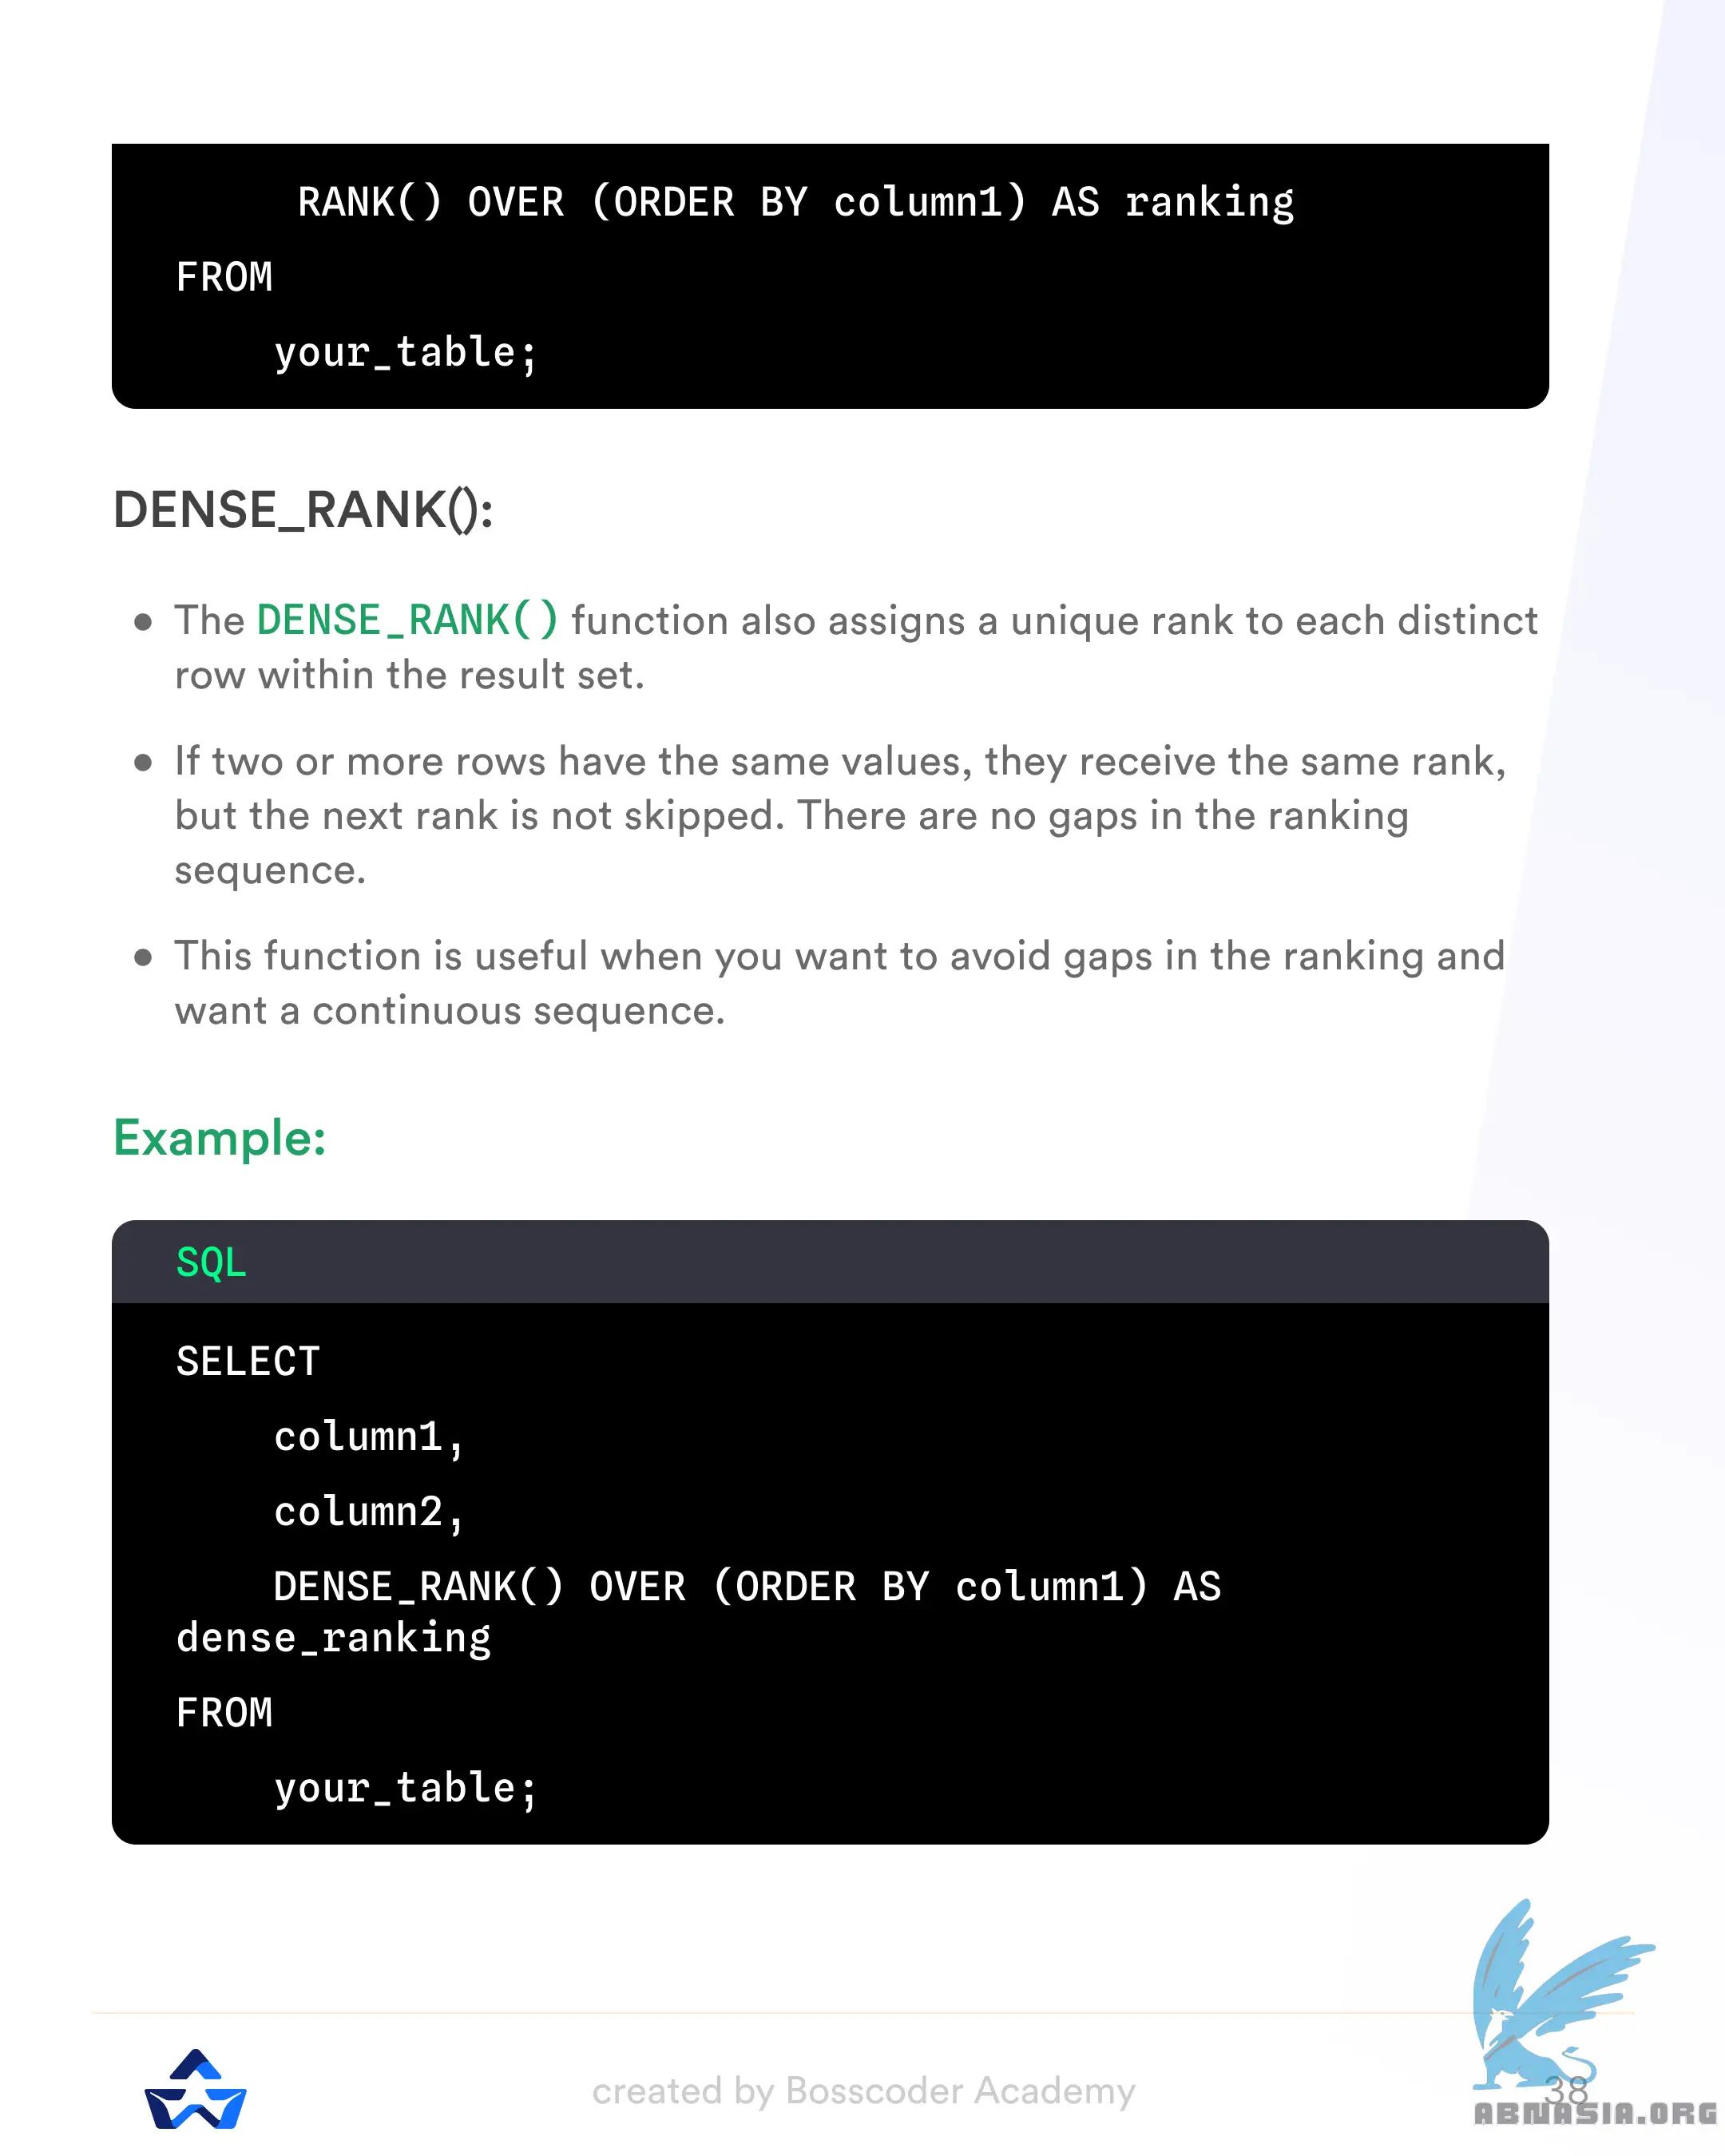 RANK() OVER (ORDER BY column1) AS ranking
FROM
your_table;
DENSE_RANK():
● The DENSE_RANK() function also assigns a unique rank to each distinct
row within the result set.
● If two or more rows have the same values, they receive the same rank,
but the next rank is not skipped. There are no gaps in the ranking
sequence.
● This function is useful when you want to avoid gaps in the ranking and
want a continuous sequence.
Example:
SQL
SELECT
column1,
column2,
DENSE_RANK() OVER (ORDER BY column1) AS
dense_ranking
FROM
your_table;
created by Bosscoder Academy
38
ABNASIA.ORG